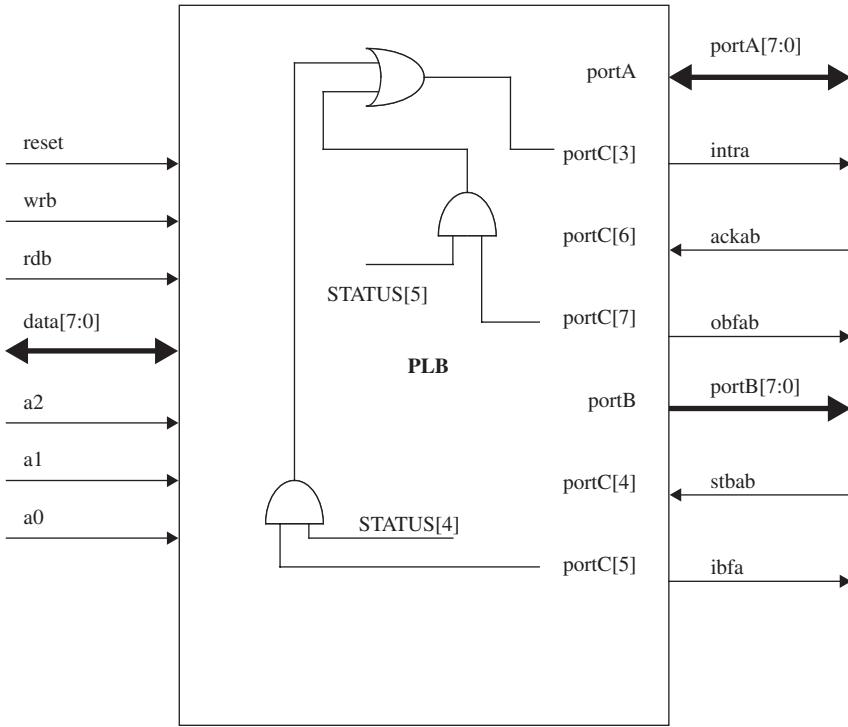 portA[7:0]
portA
reset
portC[3]
intra
wrb
portC[6]
ackab
rdb
STATUS[5]
data[7:0]
portC[7]
obfab
PLB
portB[7:0]
a2
portB
a1
portC[4]
stbab
a0
STATUS[4]
portC[5]
ibfa